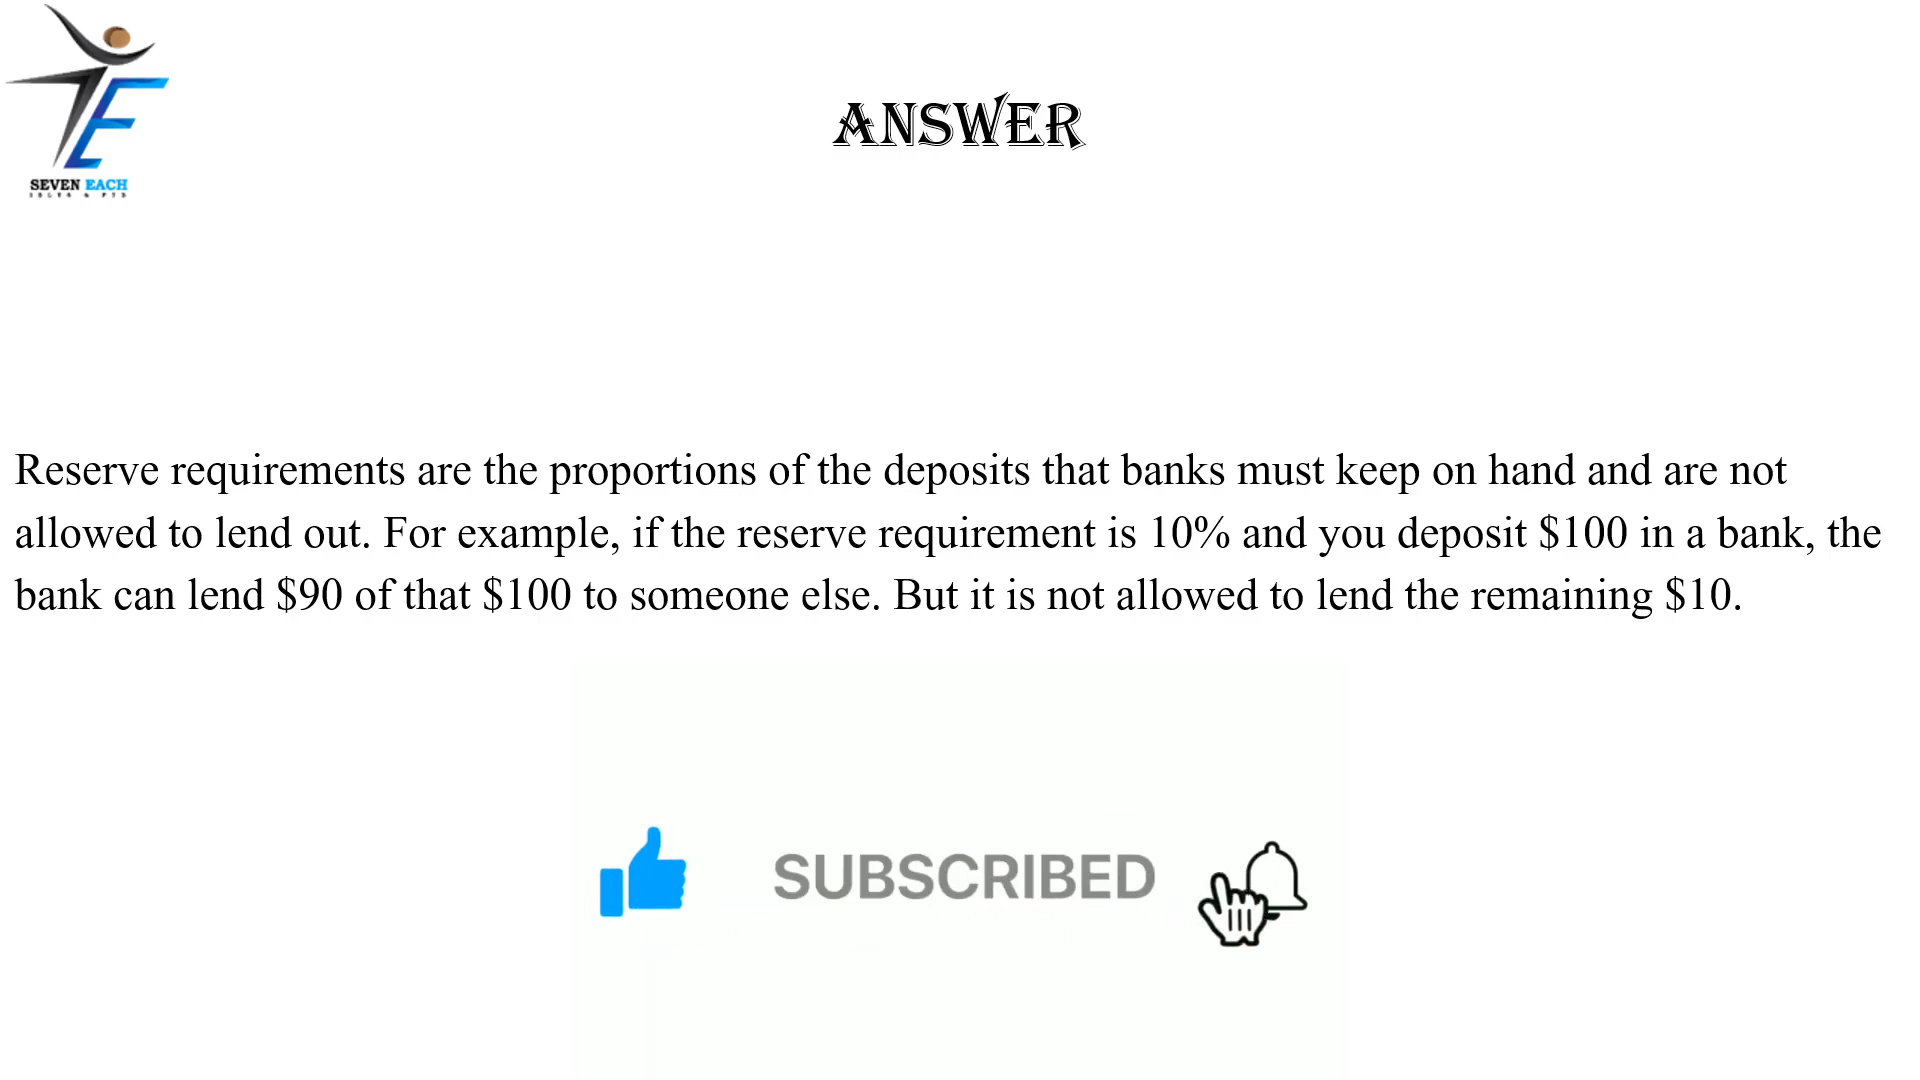 ANSWER
SEVEN EACH
Reserve requirements are the proportions of the deposits that banks must keep on hand and are not
allowed to lend out. For example, if the reserve requirement is 10% and you deposit $100 in a bank, the
bank can lend $90 of that $100 to someone else. But it is not allowed to lend the remaining $10.
SUBSCRIBED